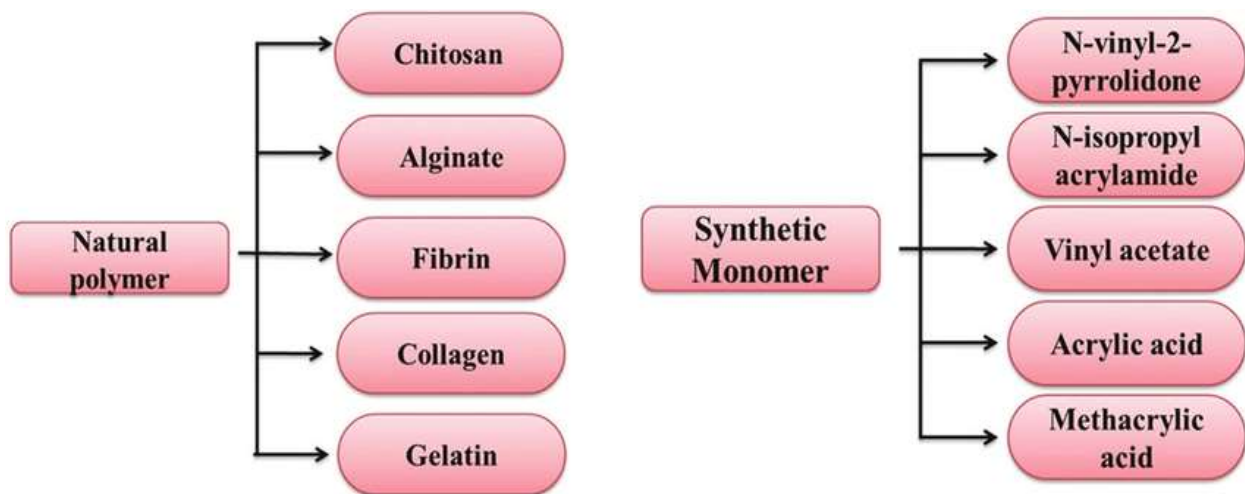 Natural
polymer
Chitosan
Alginate
Fibrin
Collagen
Gelatin
Synthetic
Monomer
N-vinyl-2-
pyrrolidone
N-isopropyl
acrylamide
Vinyl acetate
Acrylic acid
Methacrylic
acid